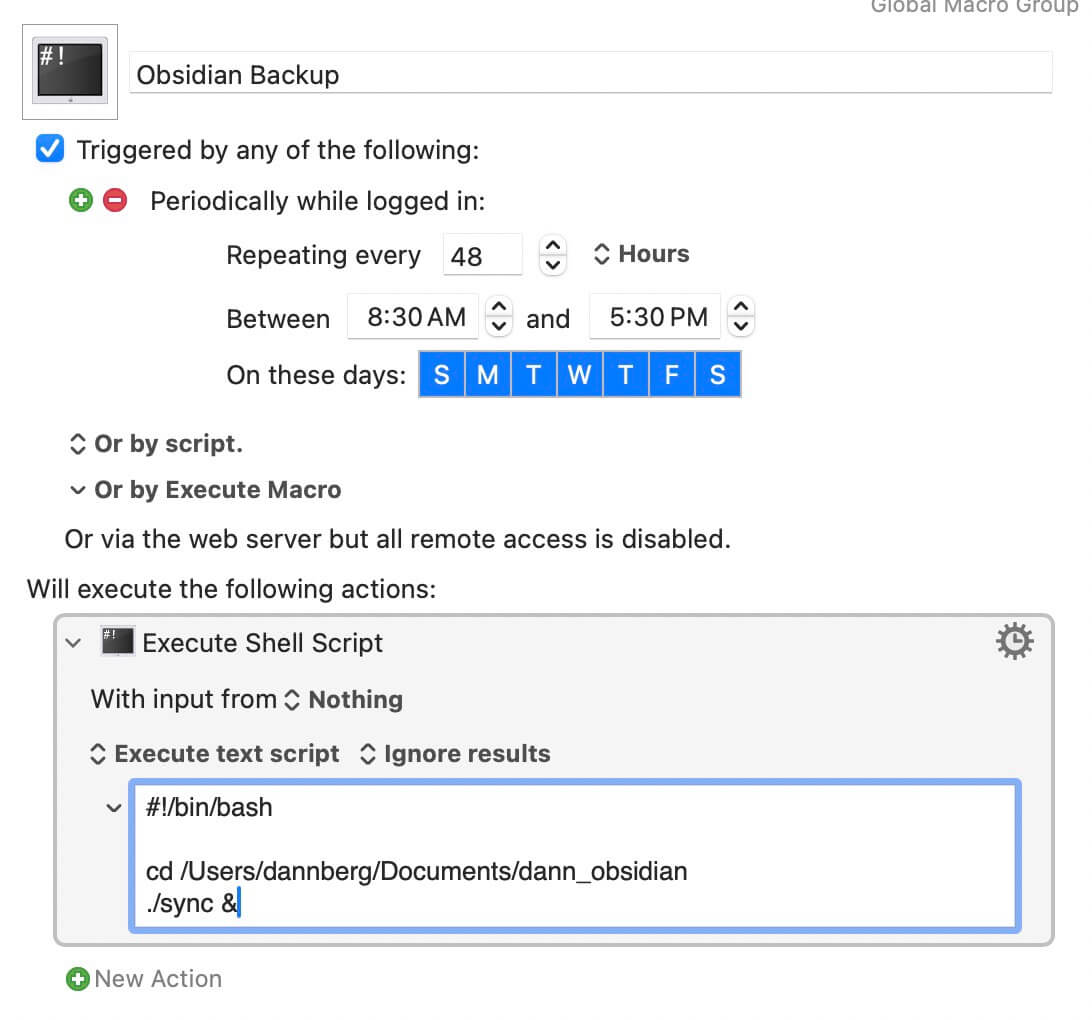 Global Macro Group
#!
Obsidian Backup
Triggered by any of the following:
Periodically while logged in:
Repeating every 48 Hours
Between 8:30 AM and 5:30 PM
On these days: S M T W T F S
Or by script.
Or by Execute Macro
Or via the web server but all remote access is disabled.
Will execute the following actions:
#! Execute Shell Script
With input from Nothing
Execute text script Ignore results
#!/bin/bash
cd /Users/dannberg/Documents/dann_obsidian
./sync &
New Action